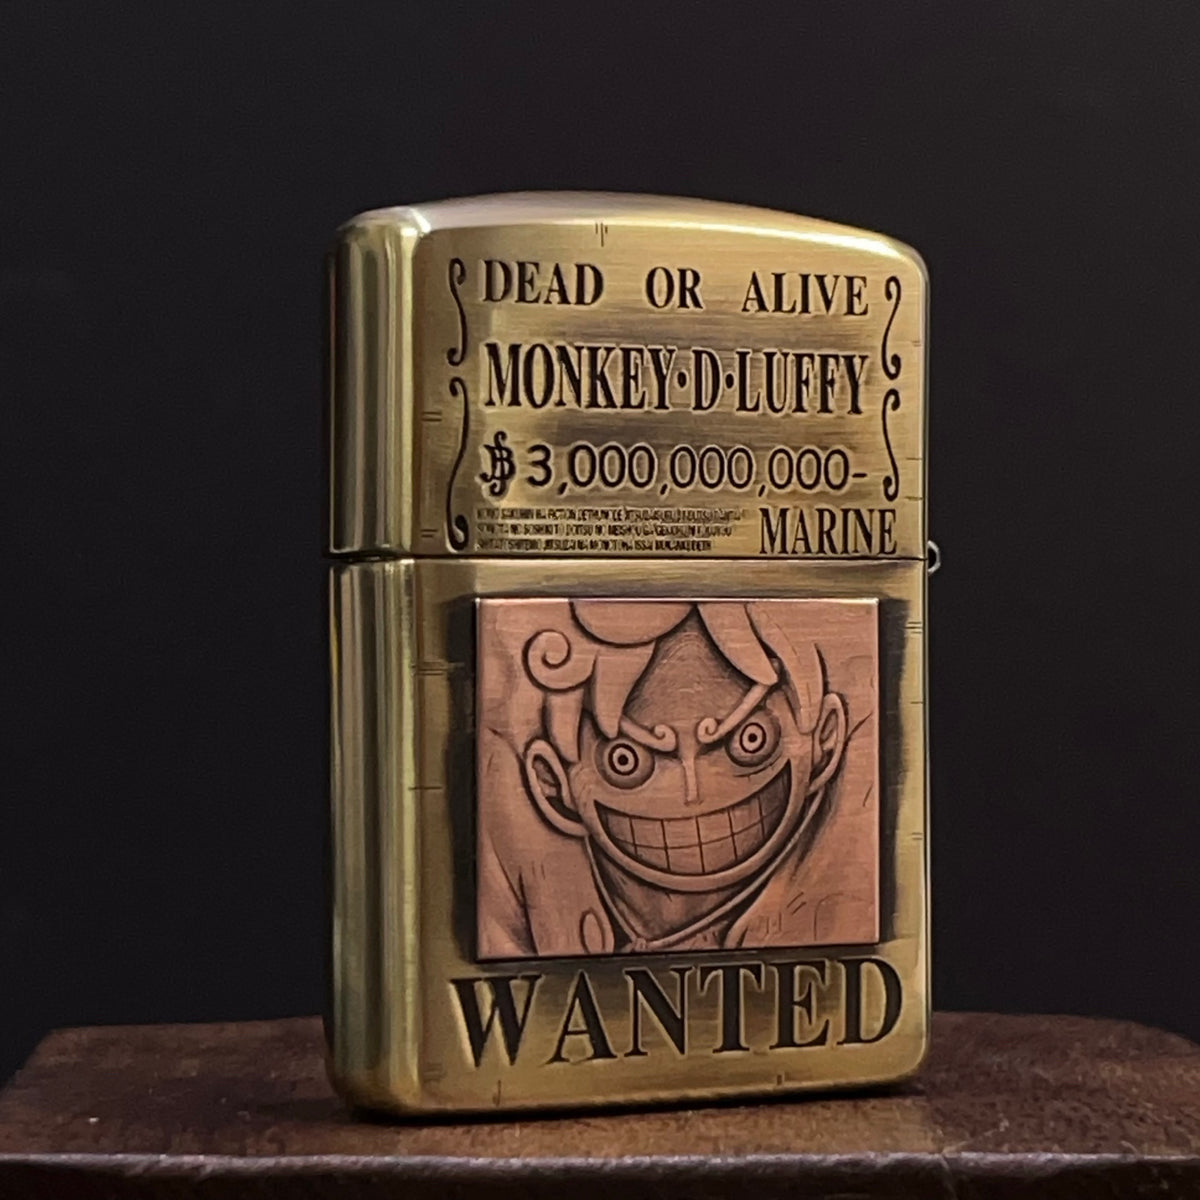 DEAD OR ALIVE
MONKEY·D·LUFFY
฿3,000,000,000-
MARINE
WANTED